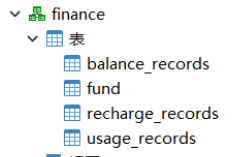 finance
表
balance_records
fund
recharge_records
usage_records